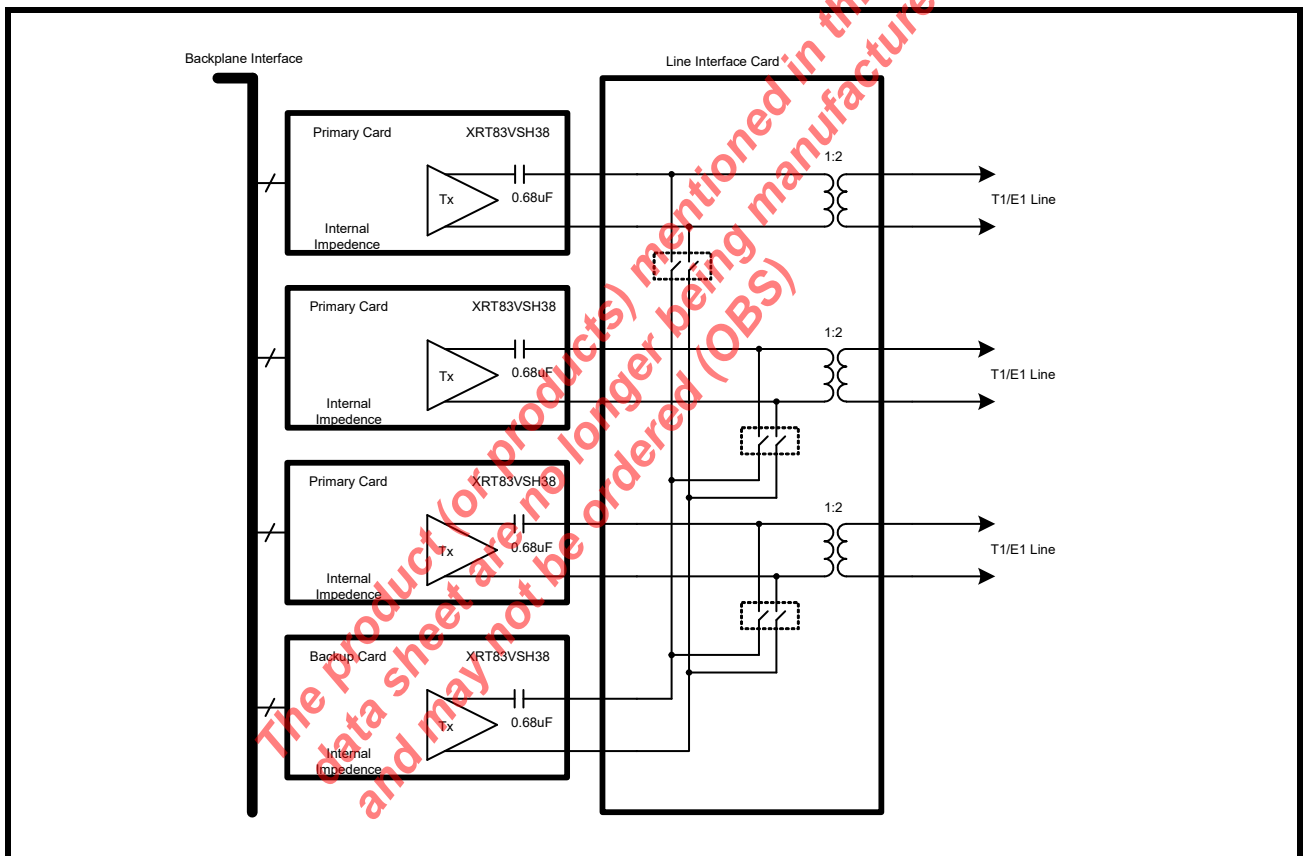 Backplane Interface
Line Interface Card
Primary Card
XRT83VSH38
Tx
0.68uF
Internal
Impedence
1:2
T1/E1 Line
Primary Card
XRT83VSH38
Tx
0.68uF
Internal
Impedence
1:2
T1/E1 Line
Primary Card
XRT83VSH38
Tx
0.68uF
Internal
Impedence
1:2
T1/E1 Line
Backup Card
XRT83VSH38
Tx
0.68uF
Internal
Impedence
The product (or products) mentioned in
data sheet are no longer being
and may not be ordered (OBS)